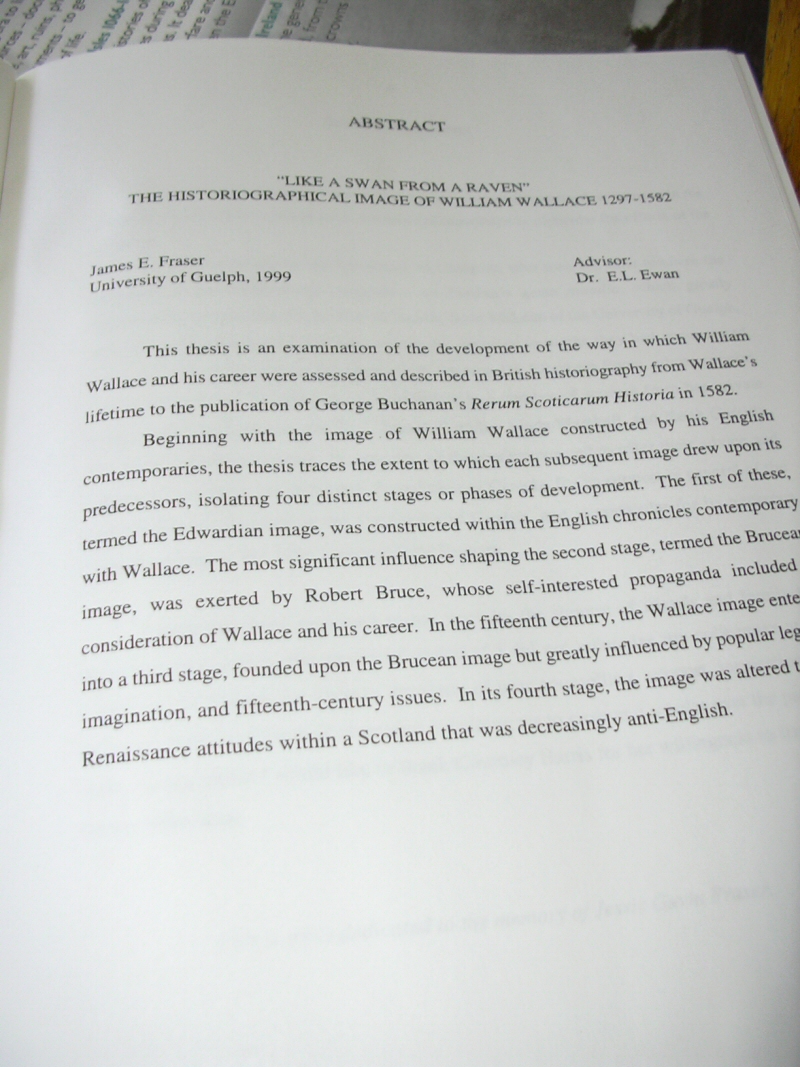 ABSTRACT
"LIKE A SWAN FROM A RAVEN"
THE HISTORIOGRAPHICAL IMAGE OF WILLIAM WALLACE 1297-1582
James E. Fraser
University of Guelph, 1999
Advisor:
Dr. E.L. Ewan
This thesis is an examination of the development of the way in which William
Wallace and his career were assessed and described in British historiography from Wallace's
lifetime to the publication of George Buchanan's Rerum Scoticarum Historia in 1582.
Beginning with the image of William Wallace constructed by his English
contemporaries, the thesis traces the extent to which each subsequent image drew upon its
predecessors, isolating four distinct stages or phases of development. The first of these,
termed the Edwardian image, was constructed within the English chronicles contemporary
with Wallace. The most significant influence shaping the second stage, termed the Brucean
image, was exerted by Robert Bruce, whose self-interested propaganda included
consideration of Wallace and his career. In the fifteenth century, the Wallace image ente
into a third stage, founded upon the Brucean image but greatly influenced by popular leg
imagination, and fifteenth-century issues. In its fourth stage, the image was altered t
Renaissance attitudes within a Scotland that was decreasingly anti-English.